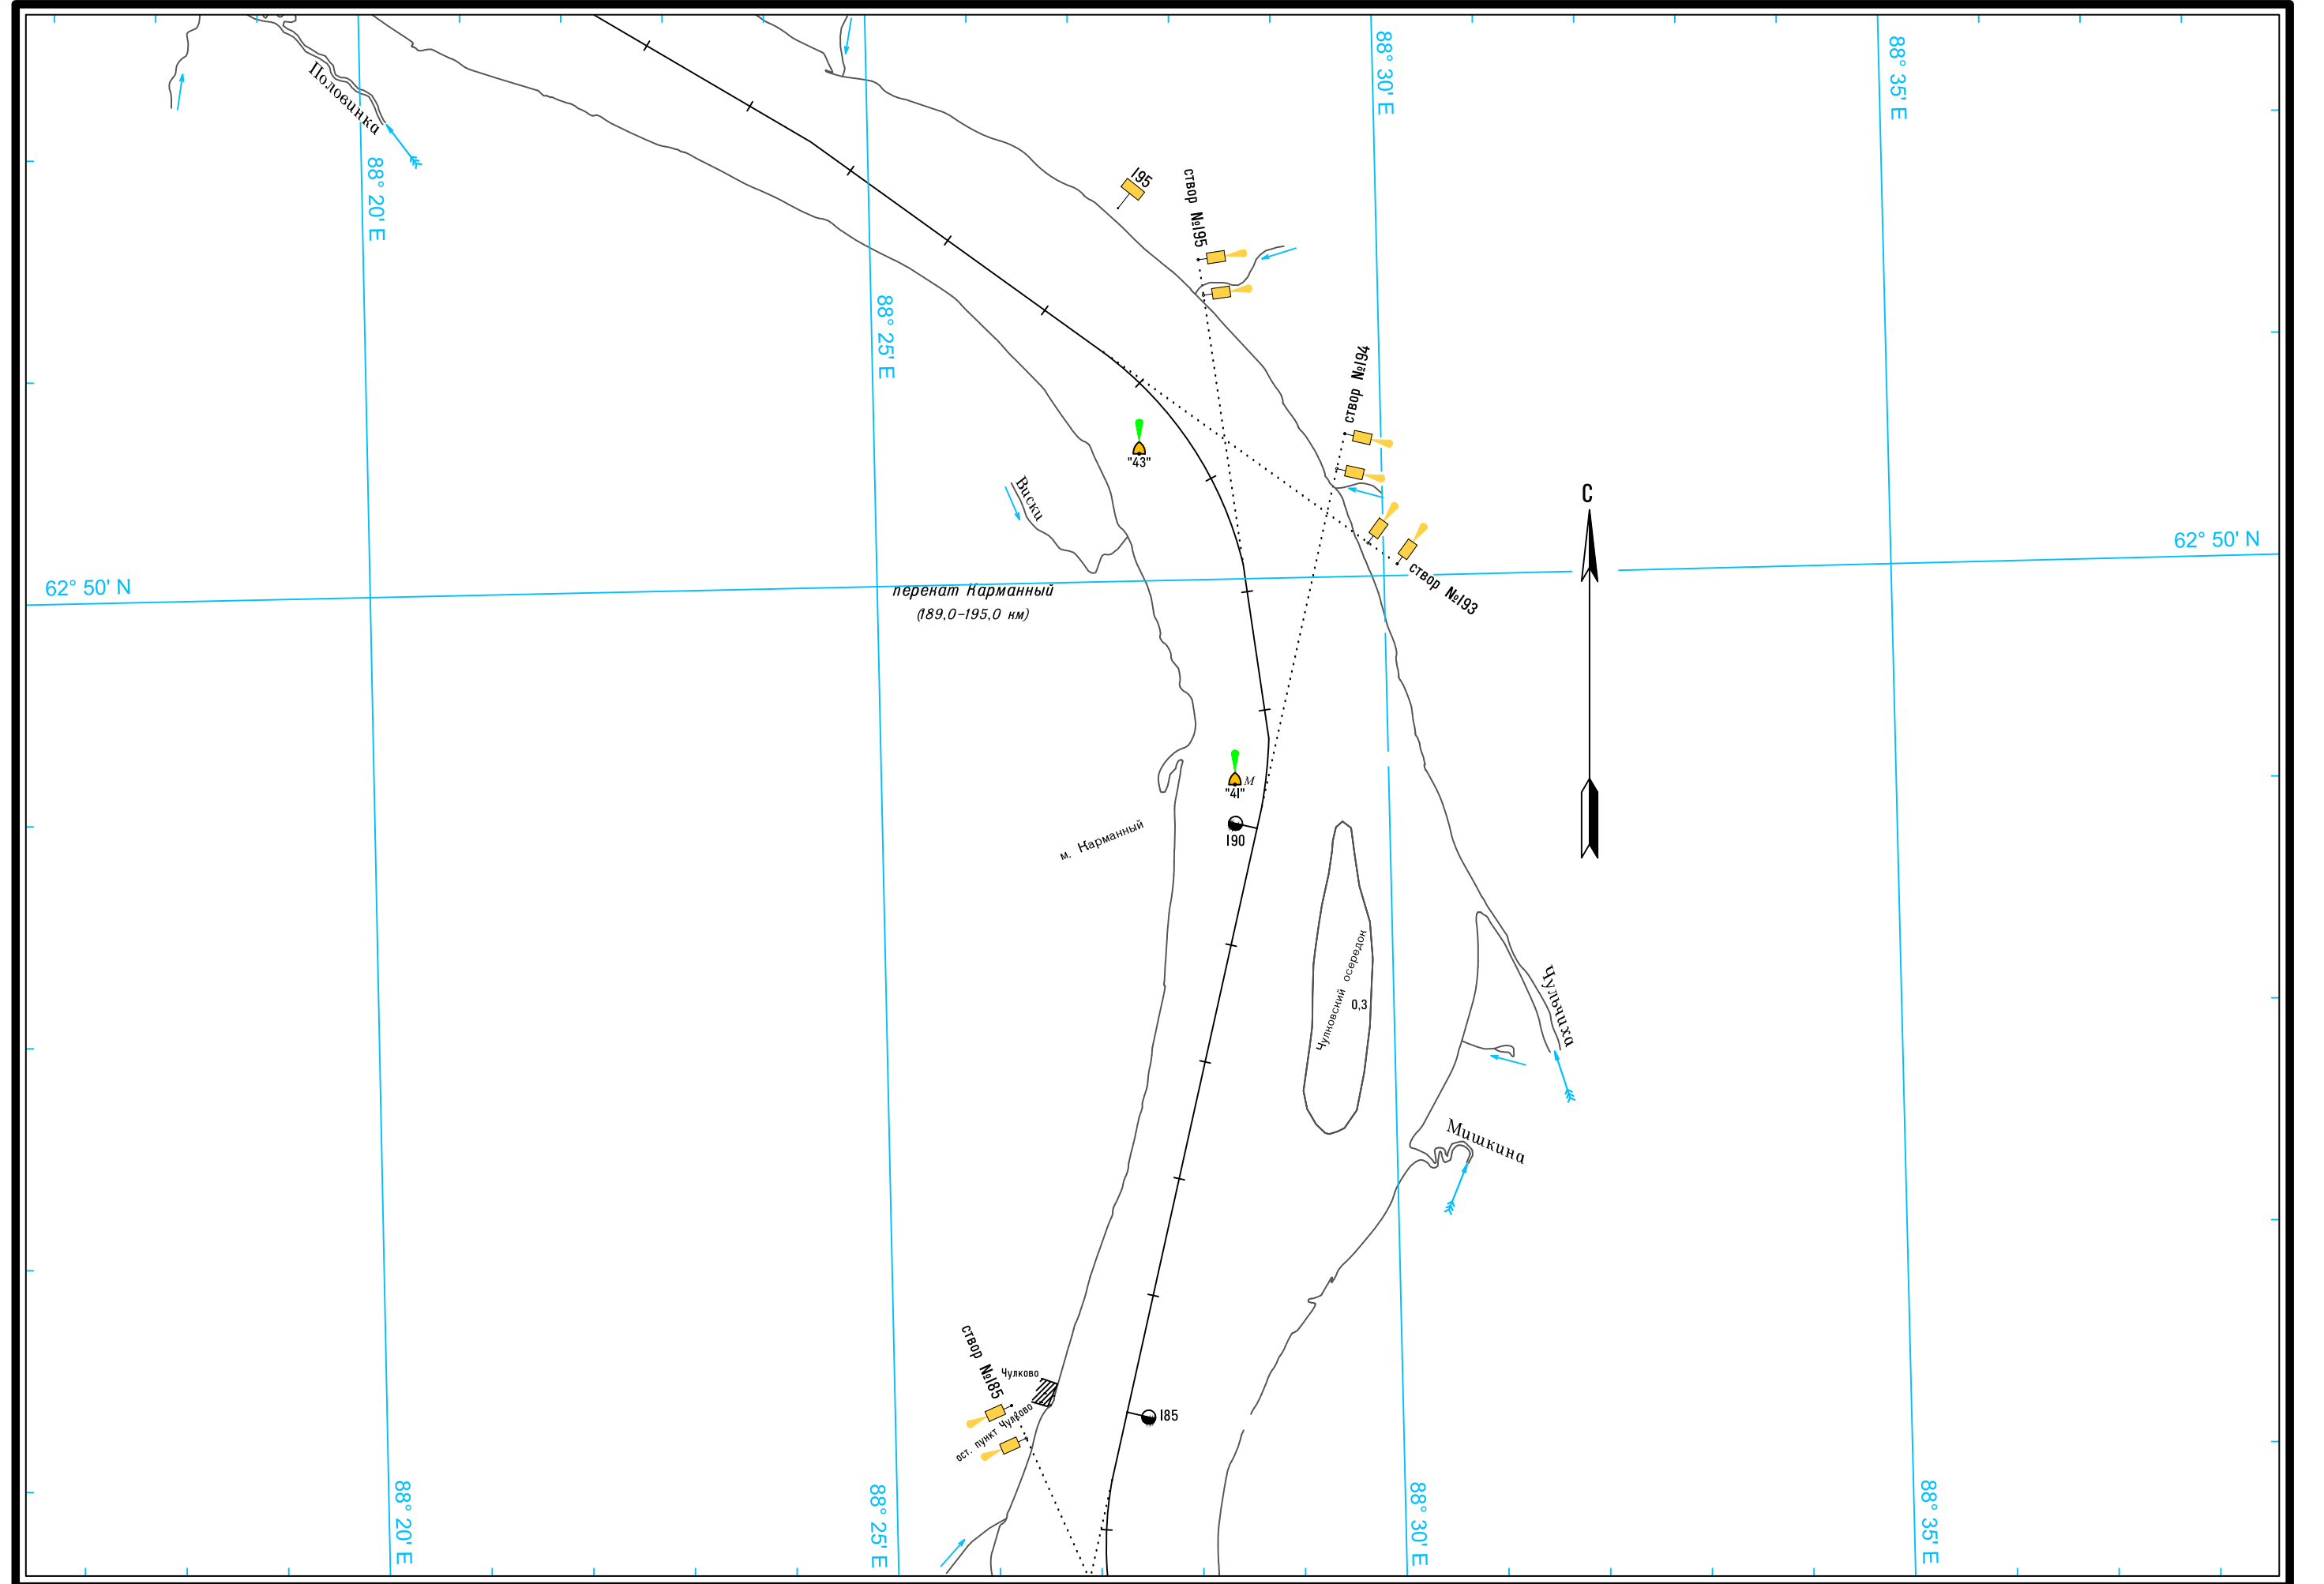 88° 30' E
88° 35' E
Половинка
88° 20' E
195
створ №195
88° 25' E
створ №194
"43"
Виски
С
62° 50' N
62° 50' N
створ №193
перекат Карманный
(189,0-195,0 км)
М
"41"
190
м. Карманный
Чулковский осередок
0,3
Чульчиха
Мишкина
створ №185
Чулково
ост. пункт Чулково
185
88° 20' E
88° 25' E
88° 30' E
88° 35' E